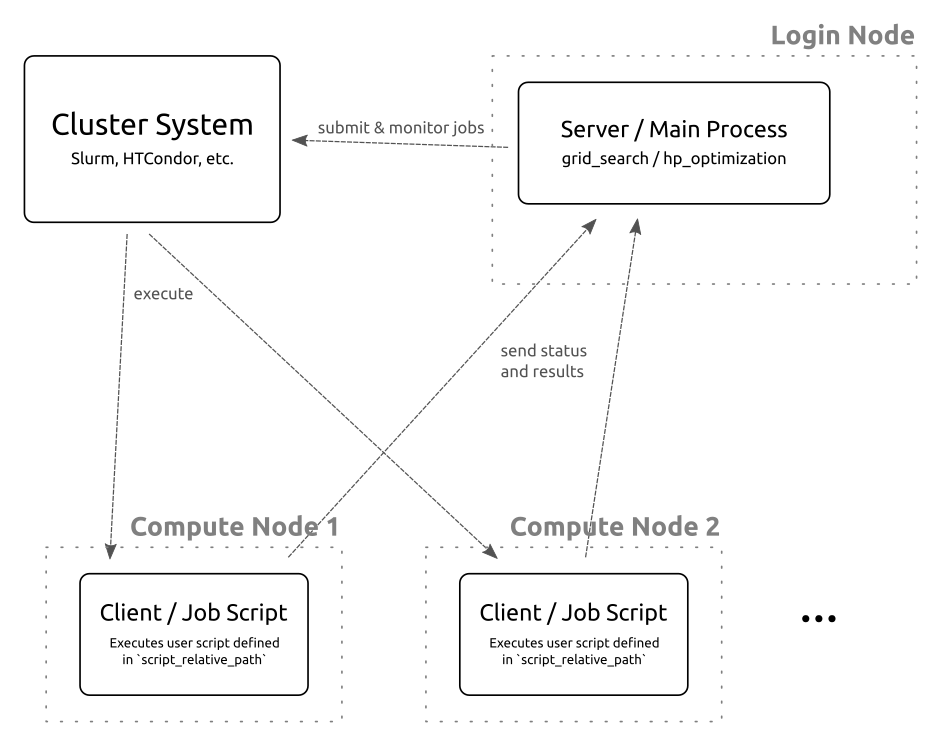 Login Node
Cluster System
Slurm, HTCondor, etc.
submit & monitor jobs
Server / Main Process
grid_search / hp_optimization
execute
send status
and results
Compute Node 1
Client / Job Script
Executes user script defined
in `script_relative_path`
Compute Node 2
Client / Job Script
Executes user script defined
in `script_relative_path`
...